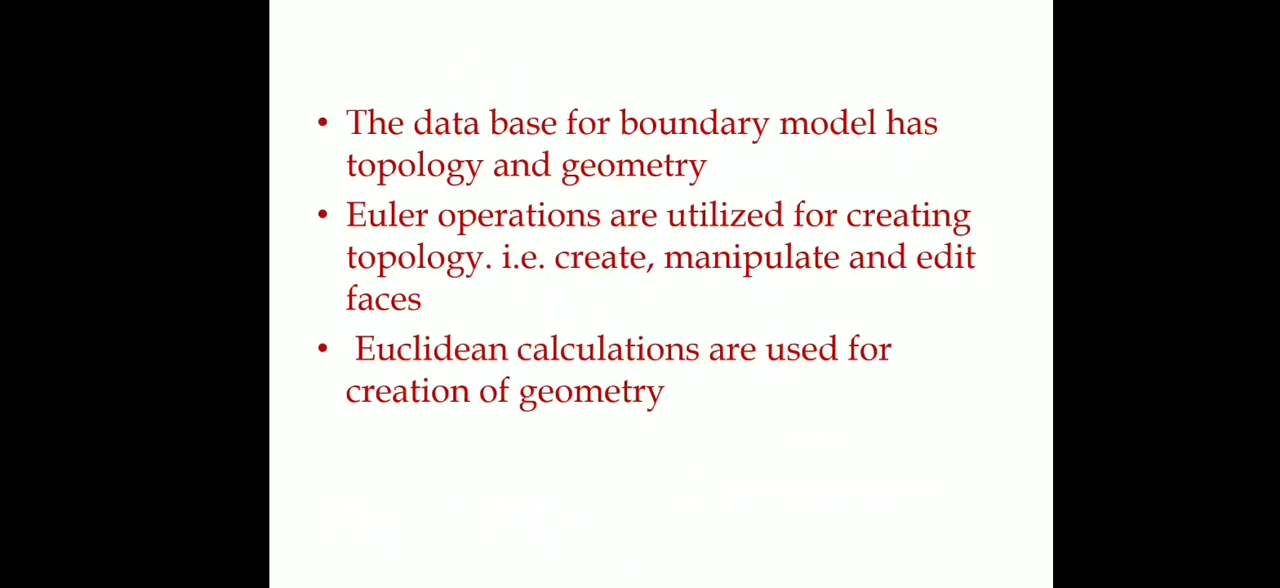 • The data base for boundary model has
topology and geometry
• Euler operations are utilized for creating
topology. i.e. create, manipulate and edit
faces
• Euclidean calculations are used for
creation of geometry